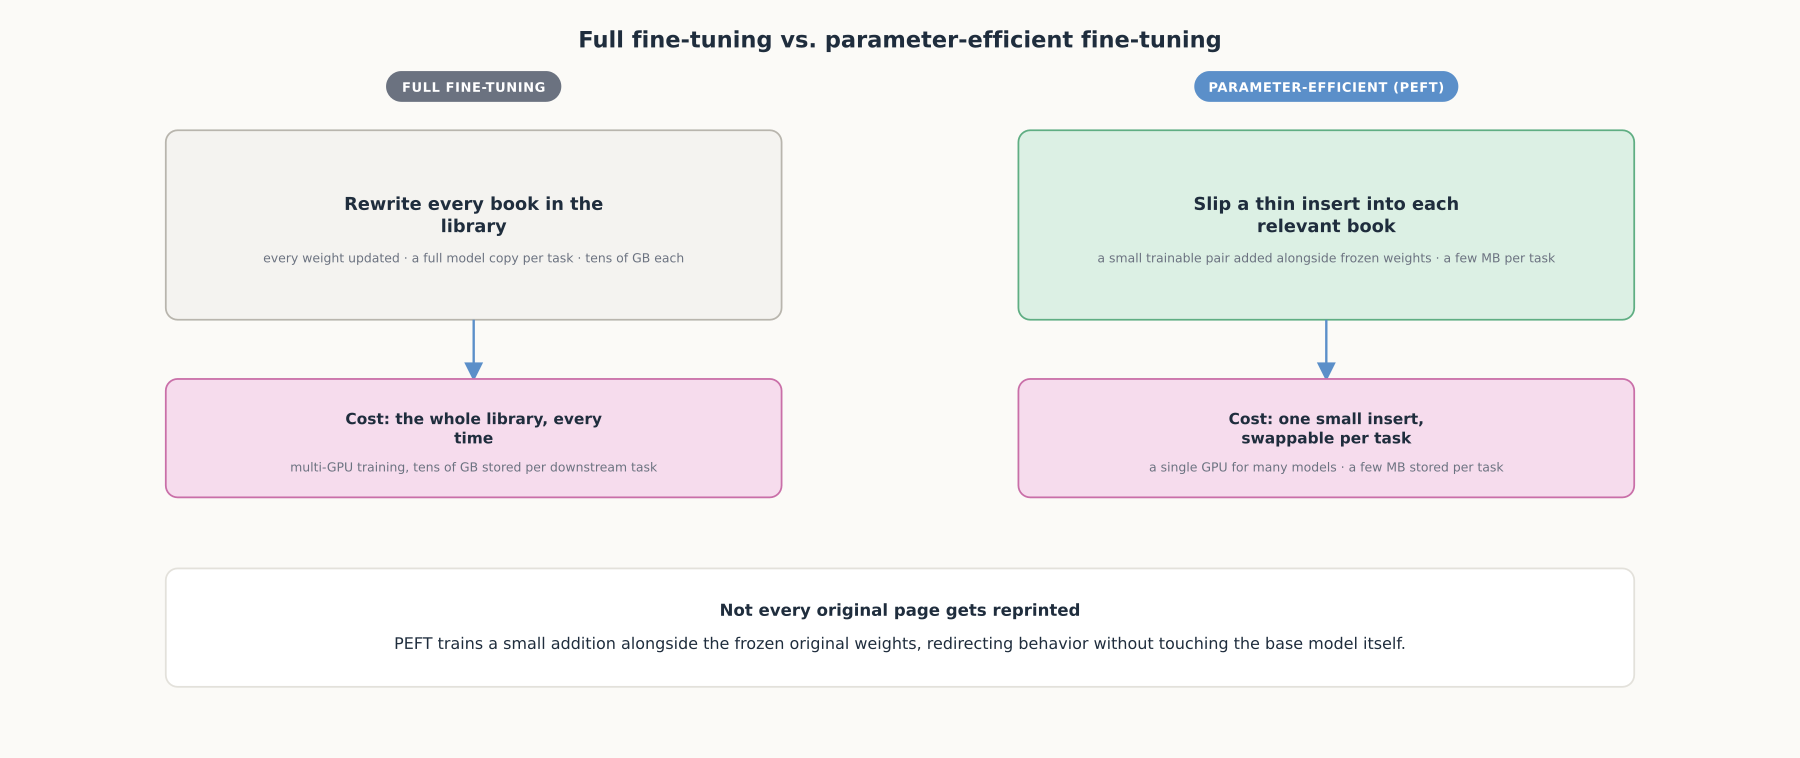 Full fine-tuning vs. parameter-efficient fine-tuning
FULL FINE-TUNING
Rewrite every book in the
library
every weight updated · a full model copy per task · tens of GB each
Cost: the whole library, every
time
multi-GPU training, tens of GB stored per downstream task
PARAMETER-EFFICIENT (PEFT)
Slip a thin insert into each
relevant book
a small trainable pair added alongside frozen weights · a few MB per task
Cost: one small insert,
swappable per task
a single GPU for many models · a few MB stored per task
Not every original page gets reprinted
PEFT trains a small addition alongside the frozen original weights, redirecting behavior without touching the base model itself.